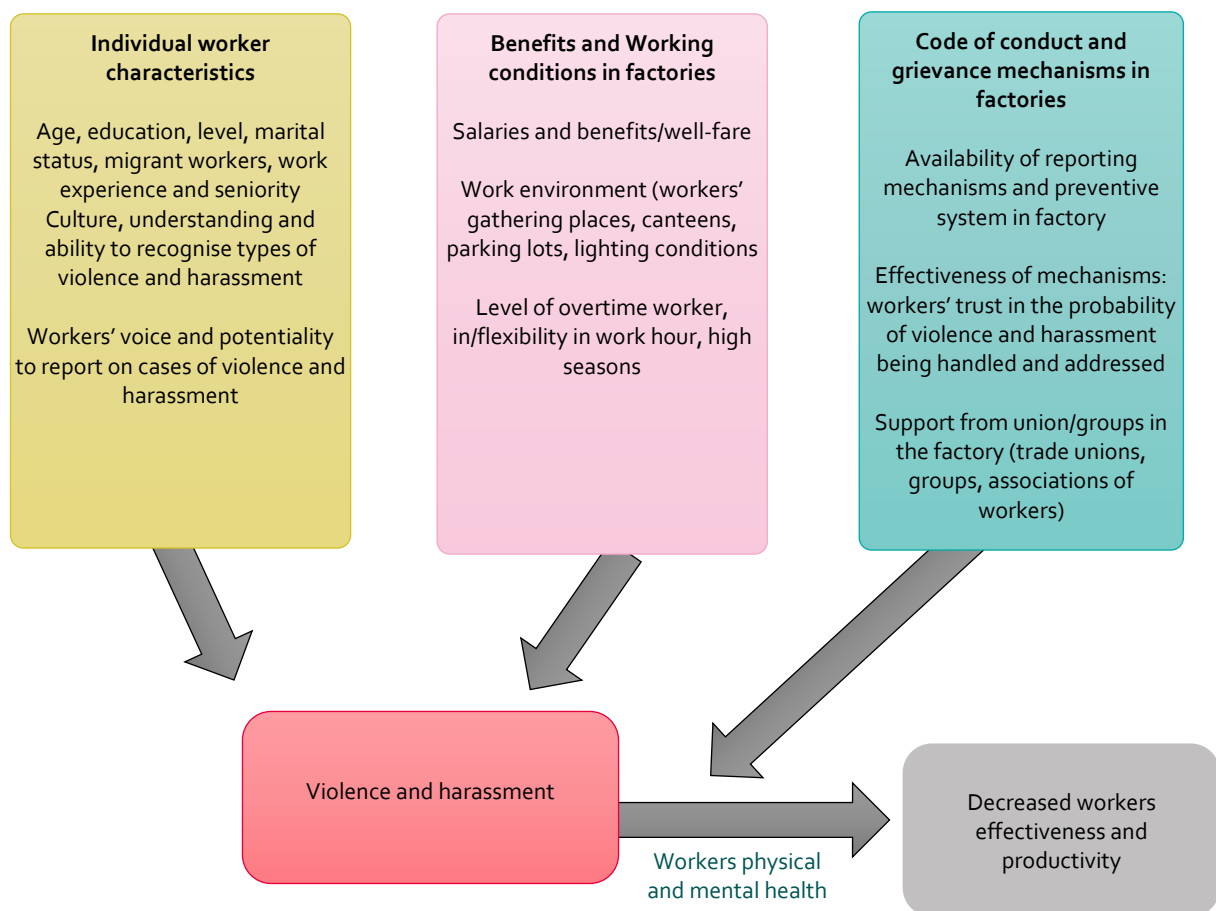 Individual worker
characteristics
Age, education, level, marital
status, migrant workers, work
experience and seniority
Culture, understanding and
ability to recognise types of
violence and harassment
Workers’ voice and potentiality
to report on cases of violence and
harassment
Benefits and Working
conditions in factories
Salaries and benefits/well-fare
Work environment (workers’
gathering places, canteens,
parking lots, lighting conditions
Level of overtime worker,
in/flexibility in work hour, high
seasons
Code of conduct and
grievance mechanisms in
factories
Availability of reporting
mechanisms and preventive
system in factory
Effectiveness of mechanisms:
workers’ trust in the probability
of violence and harassment
being handled and addressed
Support from union/groups in
the factory (trade unions,
groups, associations of
workers)
Violence and harassment
Workers physical
and mental health
Decreased workers
effectiveness and
productivity